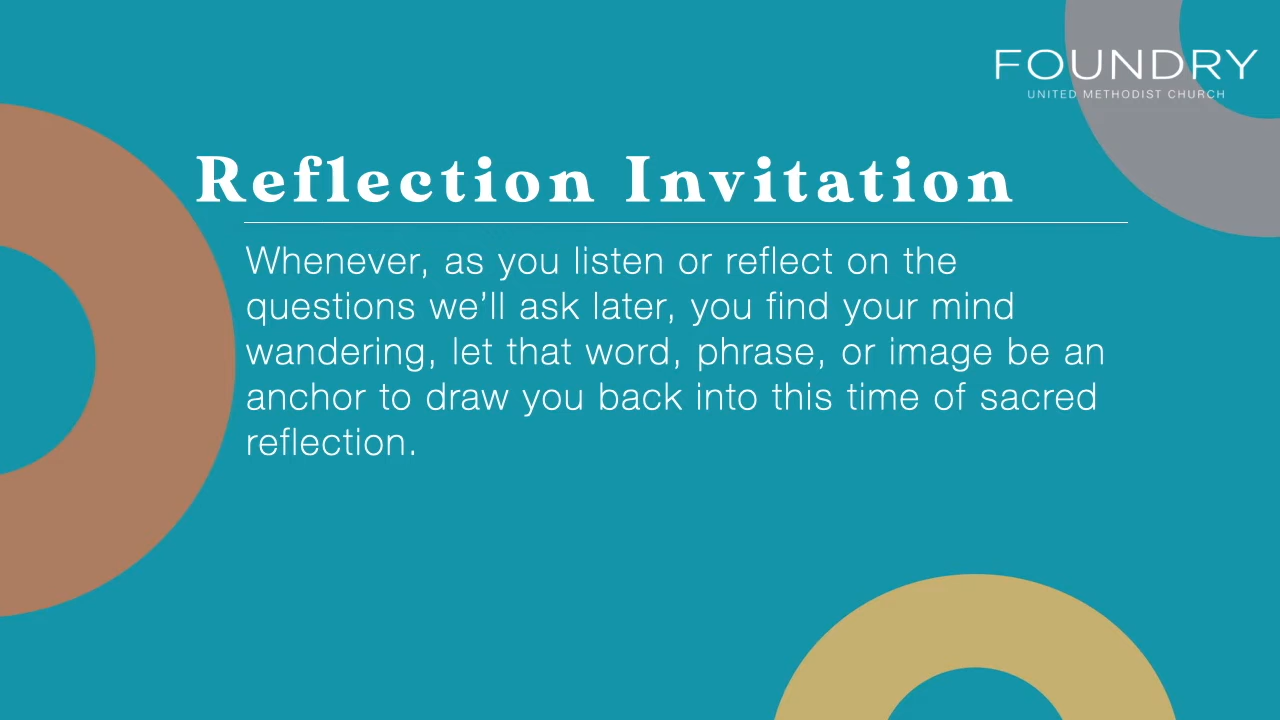 FOUNDRY
UNITED METHODIST CHURCH
Reflection Invitation
Whenever, as you listen or reflect on the
questions we’ll ask later, you find your mind
wandering, let that word, phrase, or image be an
anchor to draw you back into this time of sacred
reflection.